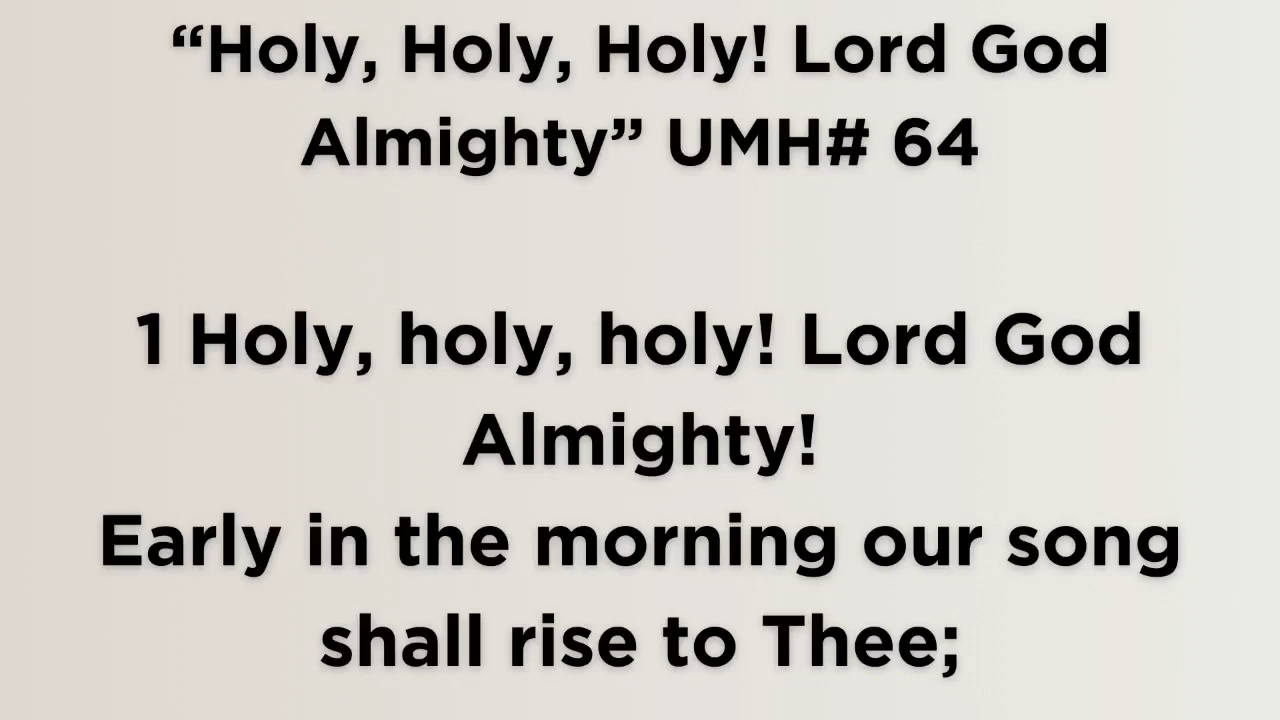 “Holy, Holy, Holy! Lord God
Almighty” UMH# 64
1 Holy, holy, holy! Lord God
Almighty!
Early in the morning our song
shall rise to Thee;